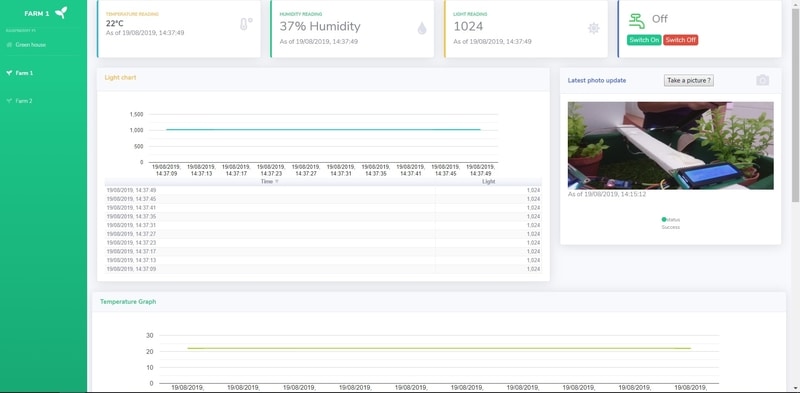 FARM 1
Green house
Farm 1
Farm 2
TEMPERATURE READING
22°C
As of 19/08/2019, 14:37:49
HUMIDITY READING
37% Humidity
As of 19/08/2019, 14:37:49
LIGHT READING
1024
As of 19/08/2019, 14:37:49
Off
Switch On
Switch Off
Light chart
1,500
1,000
500
0
19/08/2019, 19/08/2019, 19/08/2019, 19/08/2019, 19/08/2019, 19/08/2019, 19/08/2019, 19/08/2019, 19/08/2019, 19/08/2019,
14:37:09 14:37:13 14:37:17 14:37:23 14:37:27 14:37:31 14:37:35 14:37:41 14:37:45 14:37:49
Time Light
19/08/2019, 14:37:49 1,024
19/08/2019, 14:37:45 1,024
19/08/2019, 14:37:41 1,024
19/08/2019, 14:37:35 1,024
19/08/2019, 14:37:31 1,024
19/08/2019, 14:37:27 1,024
19/08/2019, 14:37:23 1,024
19/08/2019, 14:37:17 1,024
19/08/2019, 14:37:13 1,024
19/08/2019, 14:37:09 1,024
Latest photo update
Take a picture ?
As of 19/08/2019, 14:15:12
Status
Success
Temperature Graph
30
20
10
0
19/08/2019, 19/08/2019, 19/08/2019, 19/08/2019, 19/08/2019, 19/08/2019, 19/08/2019, 19/08/2019, 19/08/2019, 19/08/2019,